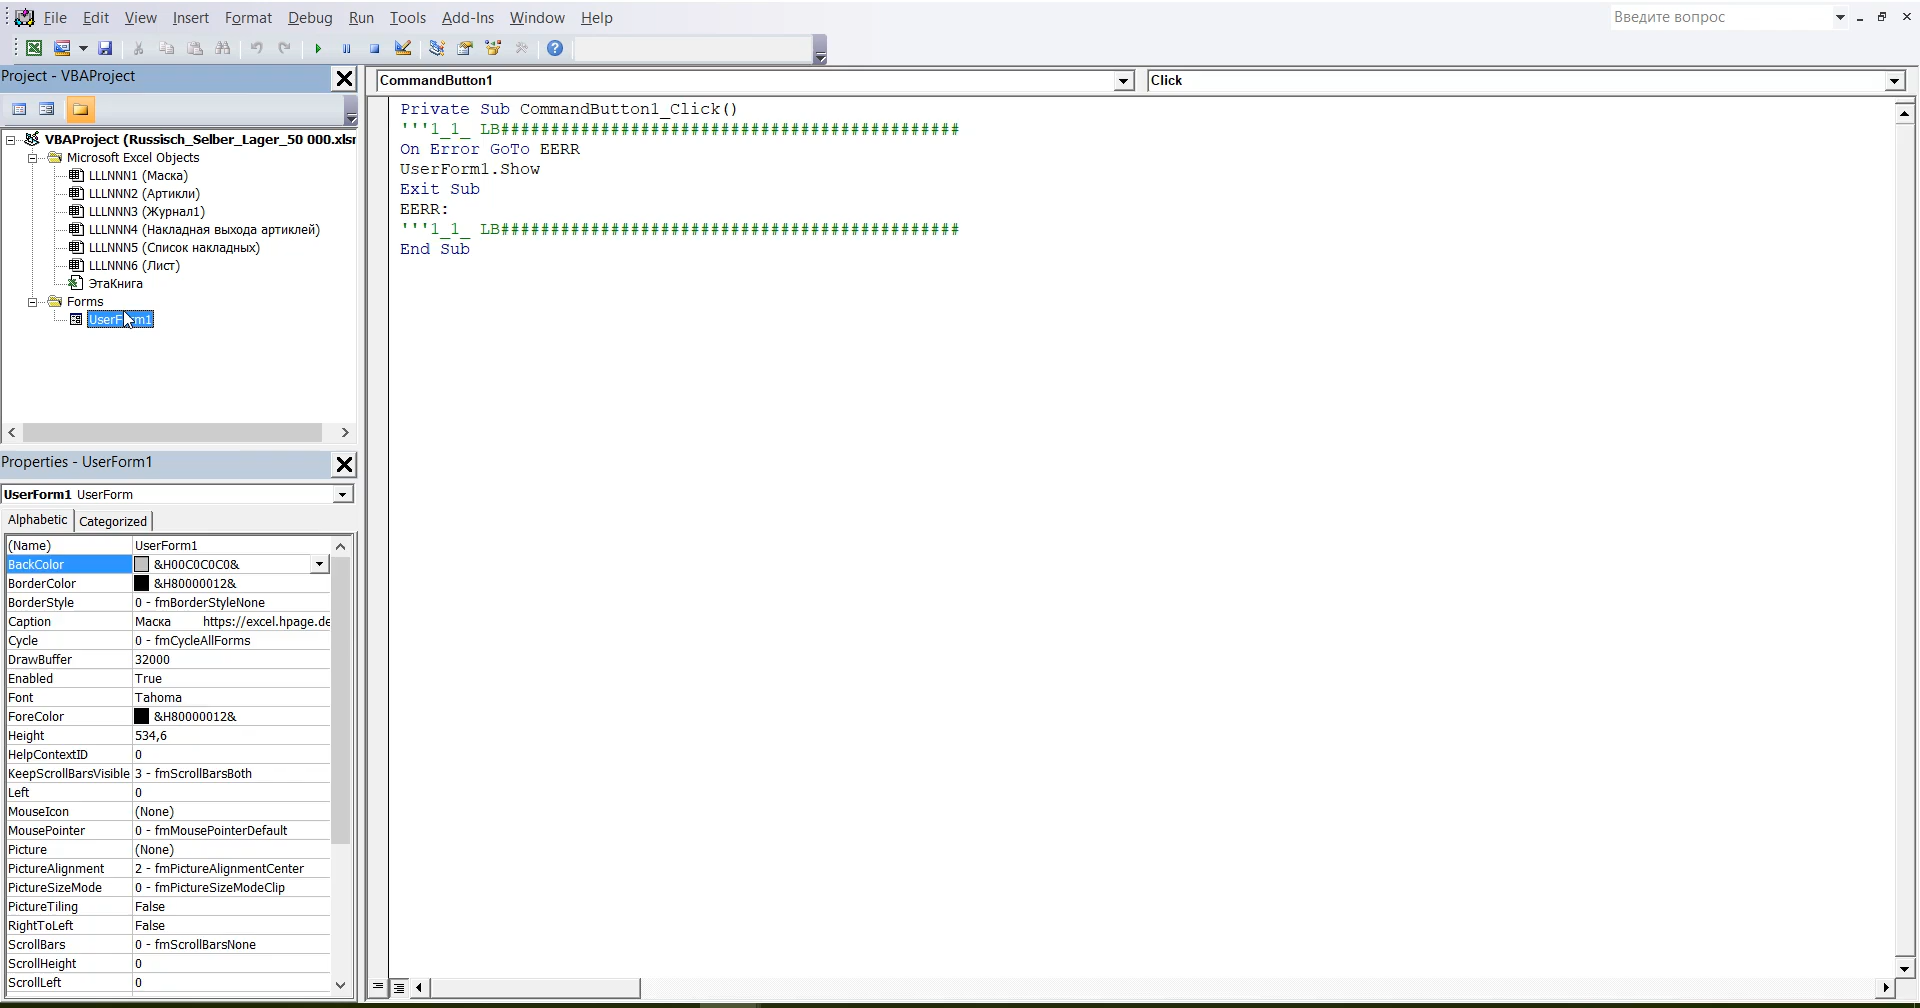 File Edit View Insert Format Debug Run Tools Add-Ins Window Help
Введите вопрос
Project - VBAProject
VBAProject (Russisch_Selber_Lager_50 000.xlsm
Microsoft Excel Objects
LLLNNN1 (Маска)
LLLNNN2 (Артикли)
LLLNNN3 (Журнал1)
LLLNNN4 (Накладная выхода артиклей)
LLLNNN5 (Список накладных)
LLLNNN6 (Лист)
ЭтаКнига
Forms
UserForm1
Properties - UserForm1
UserForm1 UserForm
Alphabetic Categorized
(Name) UserForm1
BackColor &H00C0C0C0&
BorderColor &H80000012&
BorderStyle 0 - fmBorderStyleNone
Caption Маска https://excel.hpage.de
Cycle 0 - fmCycleAllForms
DrawBuffer 32000
Enabled True
Font Tahoma
ForeColor &H80000012&
Height 534,6
HelpContextID 0
KeepScrollBarsVisible 3 - fmScrollBarsBoth
Left 0
MouseIcon (None)
MousePointer 0 - fmMousePointerDefault
Picture (None)
PictureAlignment 2 - fmPictureAlignmentCenter
PictureSizeMode 0 - fmPictureSizeModeClip
PictureTiling False
RightToLeft False
ScrollBars 0 - fmScrollBarsNone
ScrollHeight 0
ScrollLeft 0
CommandButton1 Click
Private Sub CommandButton1_Click()
'''1_1_ LB##############################################
On Error GoTo EERR
UserForm1.Show
Exit Sub
EERR:
'''1_1_ LB##############################################
End Sub